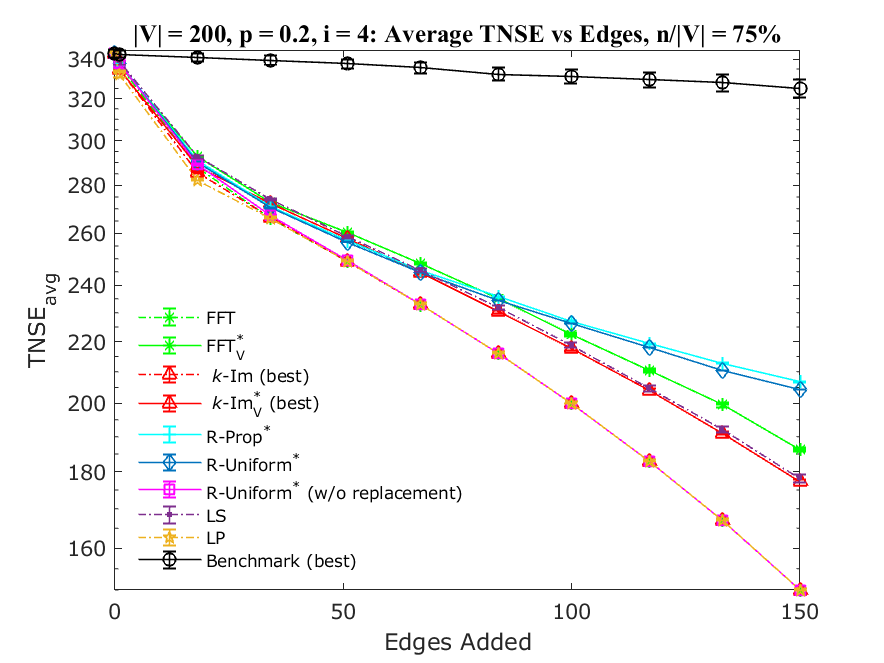 |V| = 200, p = 0.2, i = 4: Average TNSE vs Edges, n/|V| = 75%
340
320
300
280
260
240
220
200
180
160
TNSE_avg
FFT
FFT*_V
k-Im (best)
k-Im*_V (best)
R-Prop*
R-Uniform*
R-Uniform* (w/o replacement)
LS
LP
Benchmark (best)
0 50 100 150
Edges Added